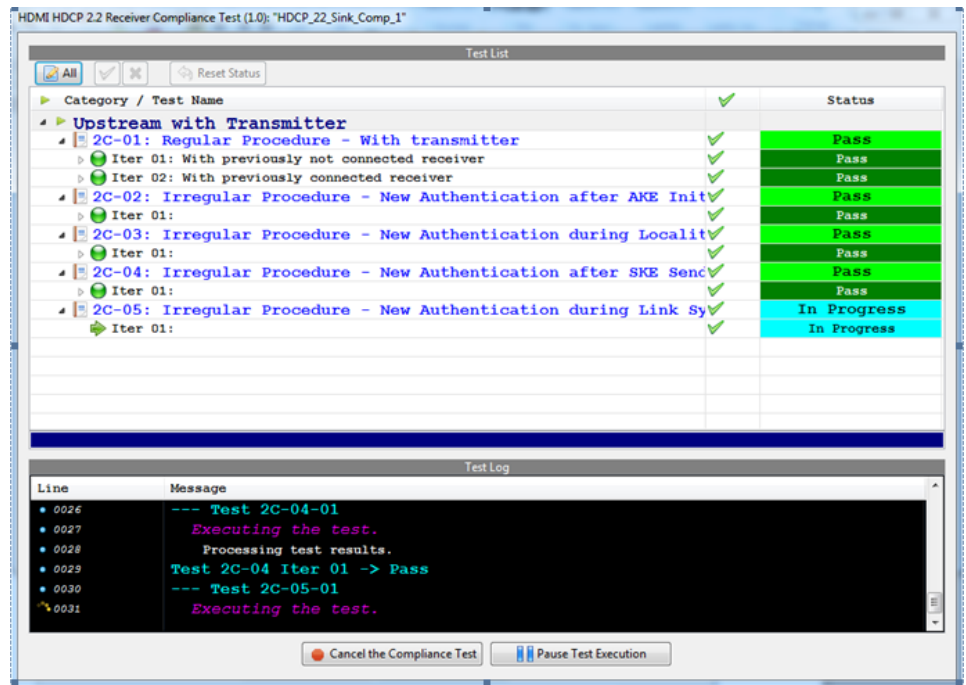 HDMI HDCP 2.2 Receiver Compliance Test (1.0): "HDCP_22_Sink_Comp_1"
Test List
All Reset Status
Category / Test Name Status
Upstream with Transmitter
2C-01: Regular Procedure - With transmitter Pass
Iter 01: With previously not connected receiver Pass
Iter 02: With previously connected receiver Pass
2C-02: Irregular Procedure - New Authentication after AKE Init Pass
Iter 01: Pass
2C-03: Irregular Procedure - New Authentication during Localit Pass
Iter 01: Pass
2C-04: Irregular Procedure - New Authentication after SKE Send Pass
Iter 01: Pass
2C-05: Irregular Procedure - New Authentication during Link Sy In Progress
Iter 01: In Progress
Test Log
Line Message
0026 --- Test 2C-04-01
0027 Executing the test.
0028 Processing test results.
0029 Test 2C-04 Iter 01 -> Pass
0030 --- Test 2C-05-01
0031 Executing the test.
Cancel the Compliance Test Pause Test Execution